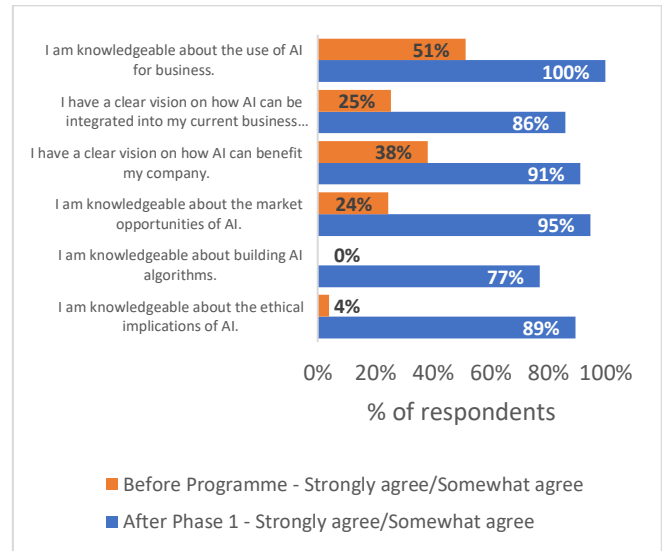 I am knowledgeable about the use of AI
for business.
51%
100%
I have a clear vision on how AI can be
integrated into my current business…
25%
86%
I have a clear vision on how AI can benefit
my company.
38%
91%
I am knowledgeable about the market
opportunities of AI.
24%
95%
I am knowledgeable about building AI
algorithms.
0%
77%
I am knowledgeable about the ethical
implications of AI.
4%
89%
0% 20% 40% 60% 80% 100%
% of respondents
Before Programme - Strongly agree/Somewhat agree
After Phase 1 - Strongly agree/Somewhat agree